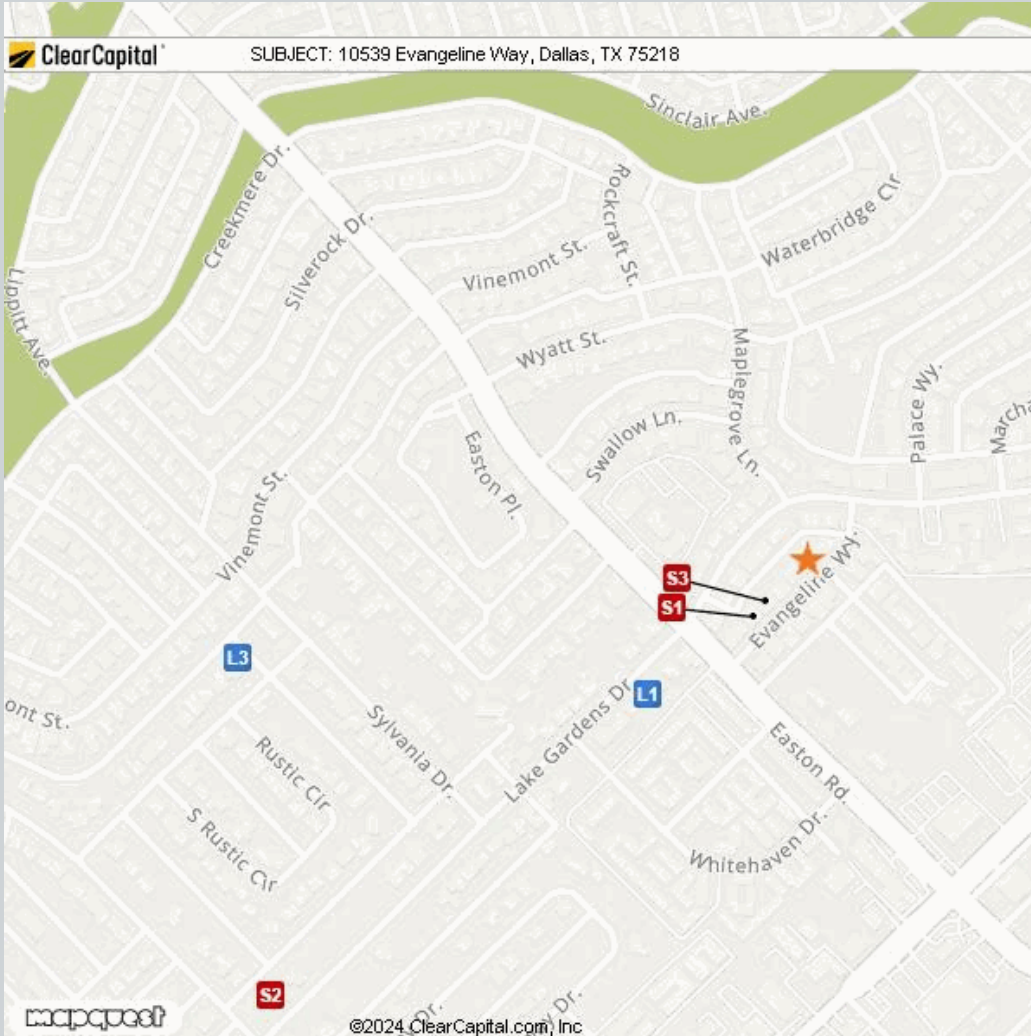 ClearCapital
SUBJECT: 10539 Evangeline Way, Dallas, TX 75218
Sinclair Ave.
Creekmere Dr.
Rockcraft St.
Waterbridge Cir
Silverock Dr.
Vinemont St.
Lippitt Ave.
Wyatt St.
Maplegrove Ln.
Palace Wy.
Marcha
Swallow Ln.
Easton Pl.
Vinemont St.
S3
S1
Evangeline Wy.
L3
L1
ont St.
Sylvania Dr.
Lake Gardens Dr.
Rustic Cir
Easton Rd.
S Rustic Cir
Whitehaven Dr.
S2
mapquest
Dr.
y Dr.
©2024 ClearCapital.com, Inc